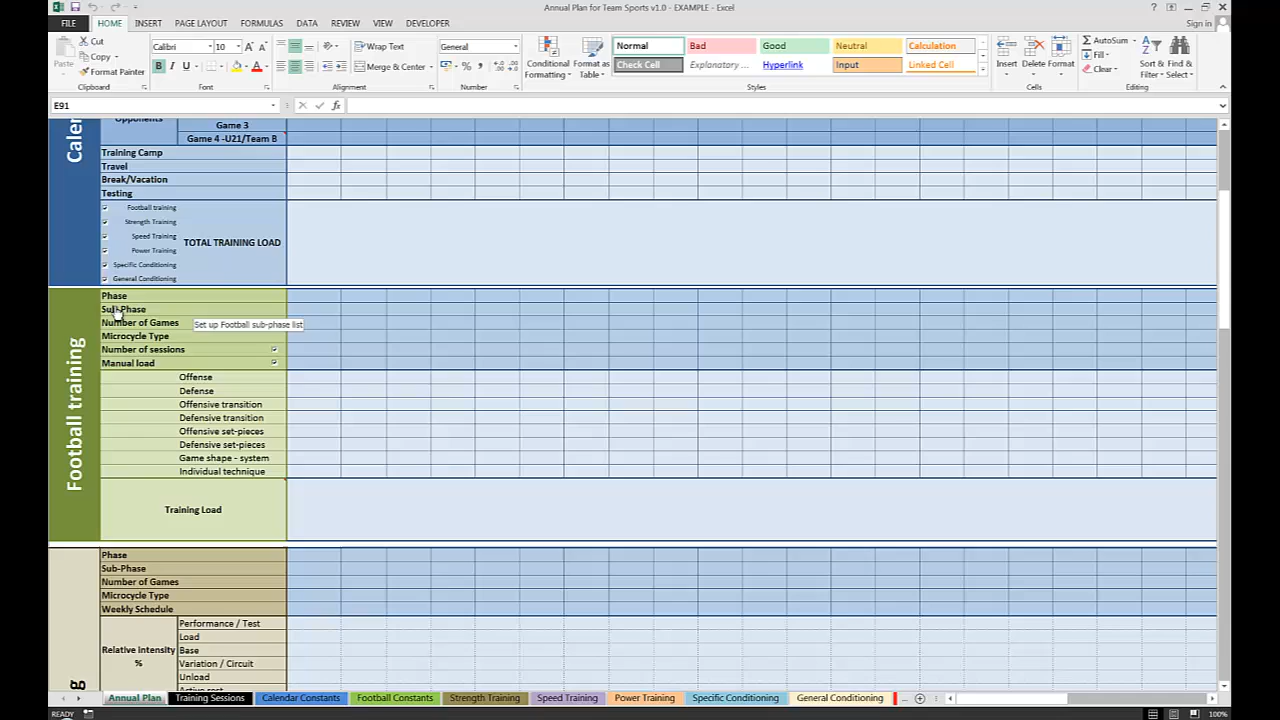 Annual Plan for Team Sports v1.0 - EXAMPLE - Excel
FILE HOME INSERT PAGE LAYOUT FORMULAS DATA REVIEW VIEW DEVELOPER Sign in
Paste Cut Copy Format Painter Clipboard
Calibri 10 B I U Font
Wrap Text Merge & Center Alignment
General % Number
Conditional Formatting Format as Table
Normal Bad Good Neutral Calculation
Check Cell Explanatory ... Hyperlink Input Linked Cell
Styles
Insert Delete Format Cells
AutoSum Fill Clear Sort & Filter Find & Select Editing
E91 fx
Calen
Opponents
Game 3
Game 4 -U21/Team B
Training Camp
Travel
Break/Vacation
Testing
Football training
Strength Training
Speed Training
Power Training
Specific Conditioning
General Conditioning
TOTAL TRAINING LOAD
Football training
Phase
Sub-Phase
Set up Football sub-phase list
Number of Games
Microcycle Type
Number of sessions
Manual load
Offense
Defense
Offensive transition
Defensive transition
Offensive set-pieces
Defensive set-pieces
Game shape - system
Individual technique
Training Load
g
Phase
Sub-Phase
Number of Games
Microcycle Type
Weekly Schedule
Relative Intensity %
Performance / Test
Load
Base
Variation / Circuit
Unload
Active rest
Annual Plan Training Sessions Calendar Constants Football Constants Strength Training Speed Training Power Training Specific Conditioning General Conditioning ...
READY 100%